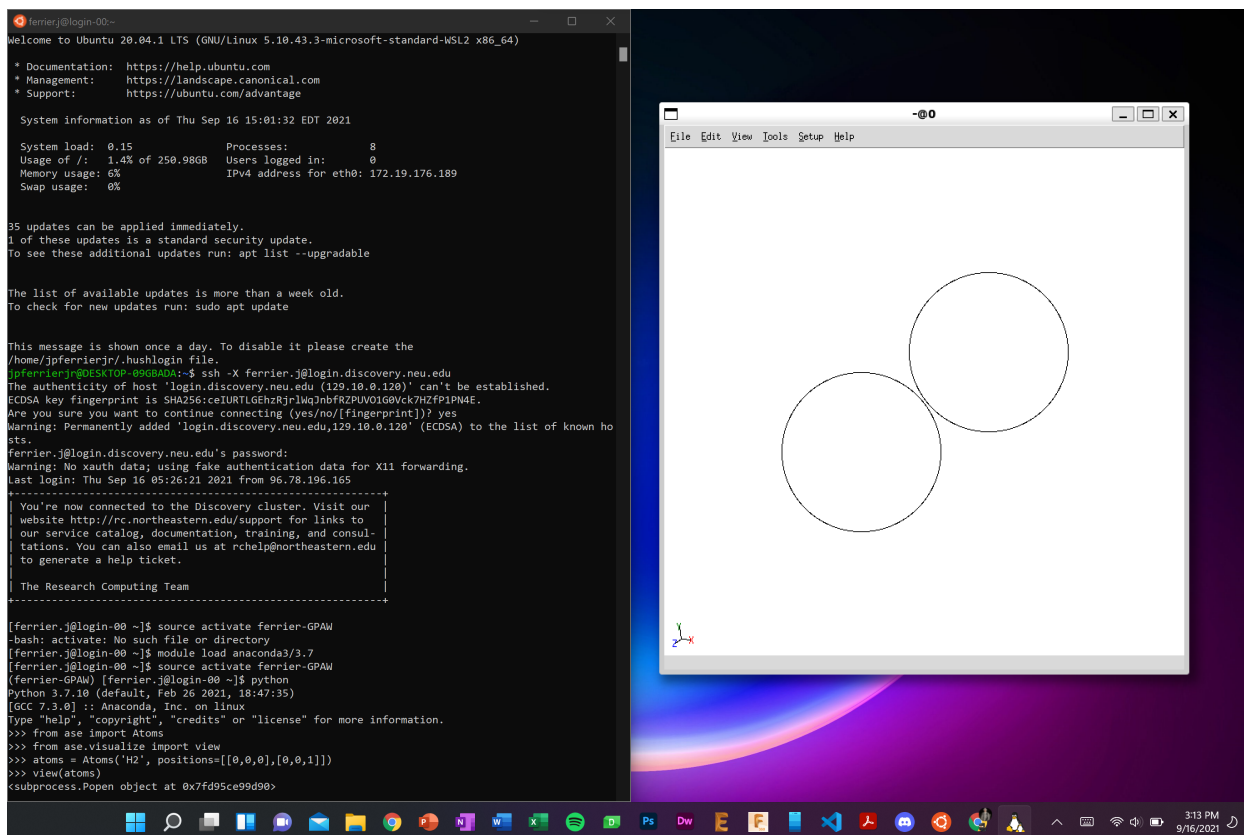 ferrier.j@login-00:~
Welcome to Ubuntu 20.04.1 LTS (GNU/Linux 5.10.43.3-microsoft-standard-WSL2 x86_64)
* Documentation:  https://help.ubuntu.com
* Management:     https://landscape.canonical.com
* Support:        https://ubuntu.com/advantage
System information as of Thu Sep 16 15:01:32 EDT 2021
System load:  0.15               Processes:             8
Usage of /:   1.4% of 250.98GB   Users logged in:       0
Memory usage: 6%                 IPv4 address for eth0: 172.19.176.189
Swap usage:   0%
35 updates can be applied immediately.
1 of these updates is a standard security update.
To see these additional updates run: apt list --upgradable
The list of available updates is more than a week old.
To check for new updates run: sudo apt update
This message is shown once a day. To disable it please create the
/home/jpferrierjr/.hushlogin file.
jpferrierjr@DESKTOP-09GBADA:~$ ssh -X ferrier.j@login.discovery.neu.edu
The authenticity of host 'login.discovery.neu.edu (129.10.0.120)' can't be established.
ECDSA key fingerprint is SHA256:ceIURTLGEhzRjrlWqJnbfRZPUVO1G0Vck7HZfP1PN4E.
Are you sure you want to continue connecting (yes/no/[fingerprint])? yes
Warning: Permanently added 'login.discovery.neu.edu,129.10.0.120' (ECDSA) to the list of known ho
sts.
ferrier.j@login.discovery.neu.edu's password:
Warning: No xauth data; using fake authentication data for X11 forwarding.
Last login: Thu Sep 16 05:26:21 2021 from 96.78.196.165
+-----------------------------------------------------------+
| You're now connected to the Discovery cluster. Visit our  |
| website http://rc.northeastern.edu/support for links to   |
| our service catalog, documentation, training, and consul- |
| tations. You can also email us at rchelp@northeastern.edu |
| to generate a help ticket.                                |
|                                                           |
| The Research Computing Team                               |
+-----------------------------------------------------------+
[ferrier.j@login-00 ~]$ source activate ferrier-GPAW
-bash: activate: No such file or directory
[ferrier.j@login-00 ~]$ module load anaconda3/3.7
[ferrier.j@login-00 ~]$ source activate ferrier-GPAW
(ferrier-GPAW) [ferrier.j@login-00 ~]$ python
Python 3.7.10 (default, Feb 26 2021, 18:47:35)
[GCC 7.3.0] :: Anaconda, Inc. on linux
Type "help", "copyright", "credits" or "license" for more information.
>>> from ase import Atoms
>>> from ase.visualize import view
>>> atoms = Atoms('H2', positions=[[0,0,0],[0,0,1]])
>>> view(atoms)
<subprocess.Popen object at 0x7fd95ce99d90>
-@0
File Edit View Tools Setup Help
Y
Z X
P N W X D Ps Dw E F
3:13 PM
9/16/2021